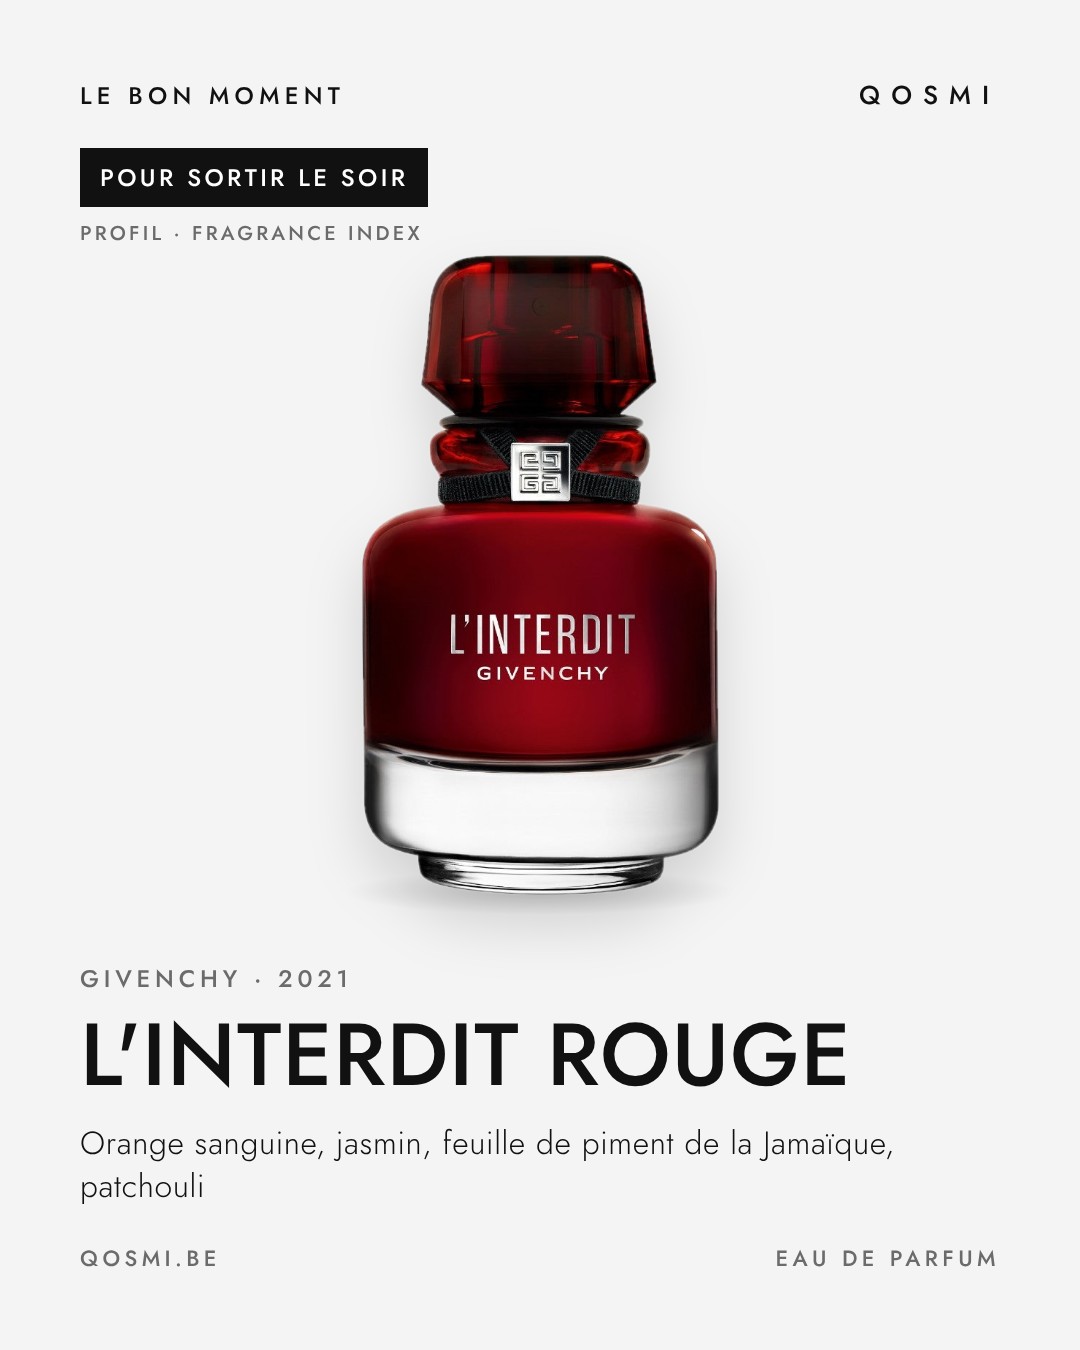 LE BON MOMENT
QOSMI
POUR SORTIR LE SOIR
PROFIL · FRAGRANCE INDEX
L'INTERDIT
GIVENCHY
GIVENCHY · 2021
L'INTERDIT ROUGE
Orange sanguine, jasmin, feuille de piment de la Jamaïque,
patchouli
QOSMI.BE
EAU DE PARFUM